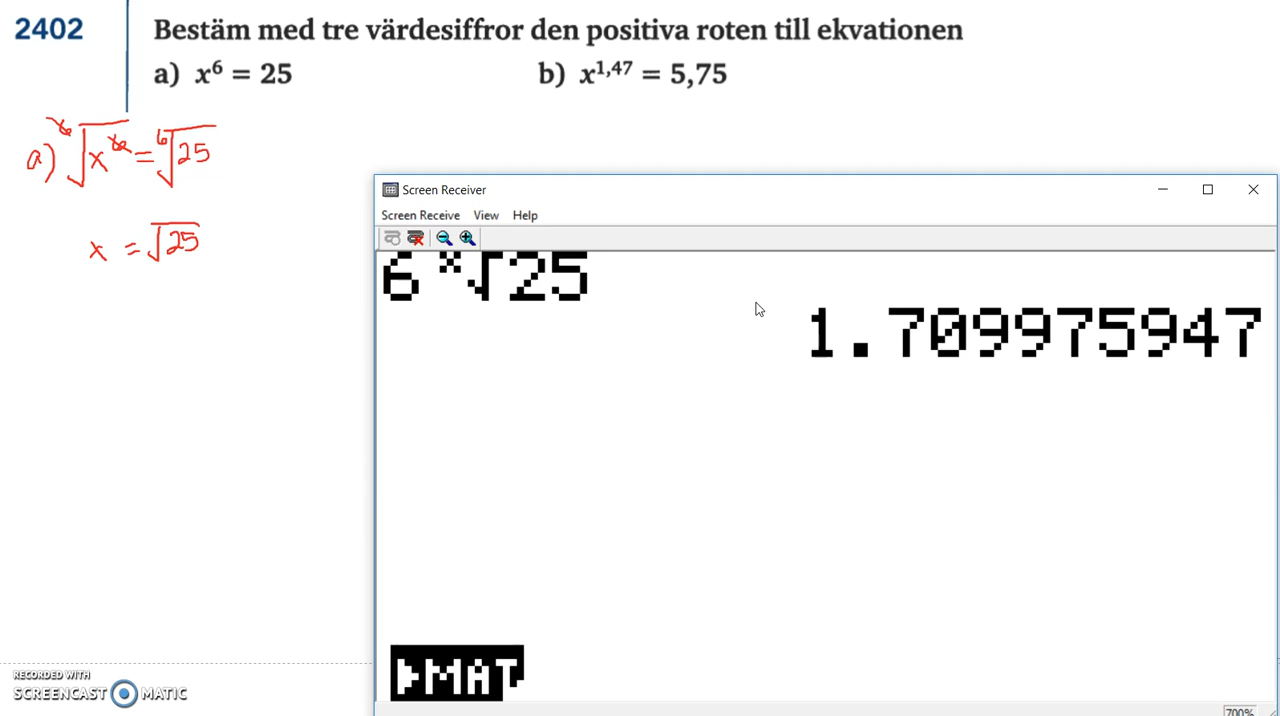 2402
Bestäm med tre värdesiffror den positiva roten till ekvationen
a) x⁶ = 25
b) x¹,⁴⁷ = 5,75
a) ⁶√x⁶ = ⁶√25
x = √25
Screen Receiver
Screen Receive View Help
6 ˣ√25
1.709975947
▶MAT
RECORDED WITH
SCREENCAST MATIC
700%